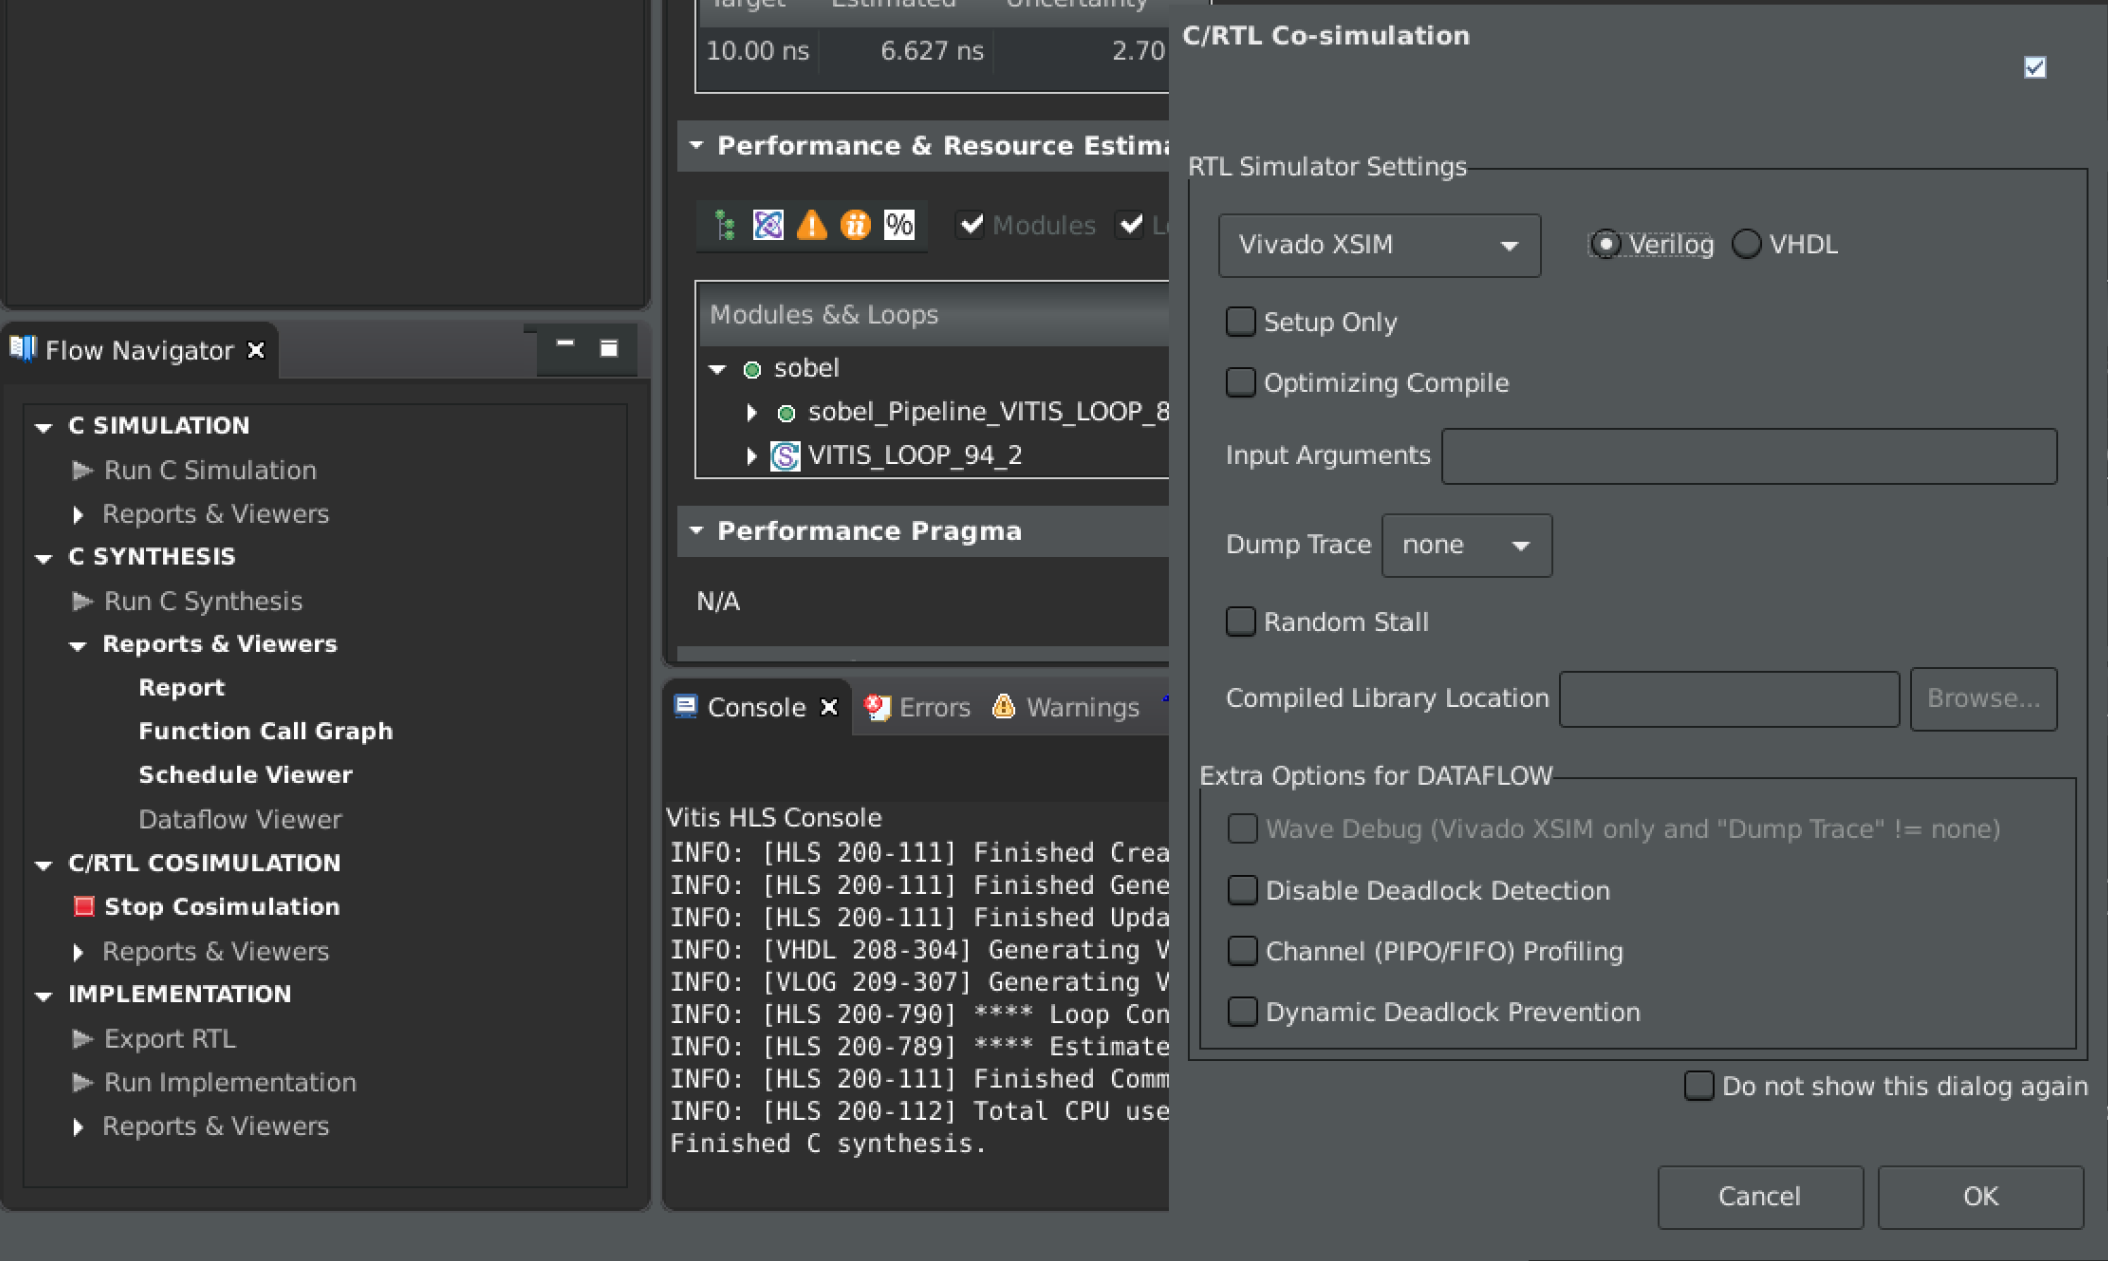 Target Estimated Uncertainty
10.00 ns 6.627 ns 2.70
Performance & Resource Estima
% Modules
Modules && Loops
sobel
sobel_Pipeline_VITIS_LOOP_8
VITIS_LOOP_94_2
Performance Pragma
N/A
Flow Navigator
C SIMULATION
Run C Simulation
Reports & Viewers
C SYNTHESIS
Run C Synthesis
Reports & Viewers
Report
Function Call Graph
Schedule Viewer
Dataflow Viewer
C/RTL COSIMULATION
Stop Cosimulation
Reports & Viewers
IMPLEMENTATION
Export RTL
Run Implementation
Reports & Viewers
Console Errors Warnings
Vitis HLS Console
INFO: [HLS 200-111] Finished Crea
INFO: [HLS 200-111] Finished Gene
INFO: [HLS 200-111] Finished Upda
INFO: [VHDL 208-304] Generating V
INFO: [VLOG 209-307] Generating V
INFO: [HLS 200-790] **** Loop Con
INFO: [HLS 200-789] **** Estimate
INFO: [HLS 200-111] Finished Comm
INFO: [HLS 200-112] Total CPU use
Finished C synthesis.
C/RTL Co-simulation
RTL Simulator Settings
Vivado XSIM Verilog VHDL
Setup Only
Optimizing Compile
Input Arguments
Dump Trace none
Random Stall
Compiled Library Location Browse...
Extra Options for DATAFLOW
Wave Debug (Vivado XSIM only and "Dump Trace" != none)
Disable Deadlock Detection
Channel (PIPO/FIFO) Profiling
Dynamic Deadlock Prevention
Do not show this dialog again
Cancel OK